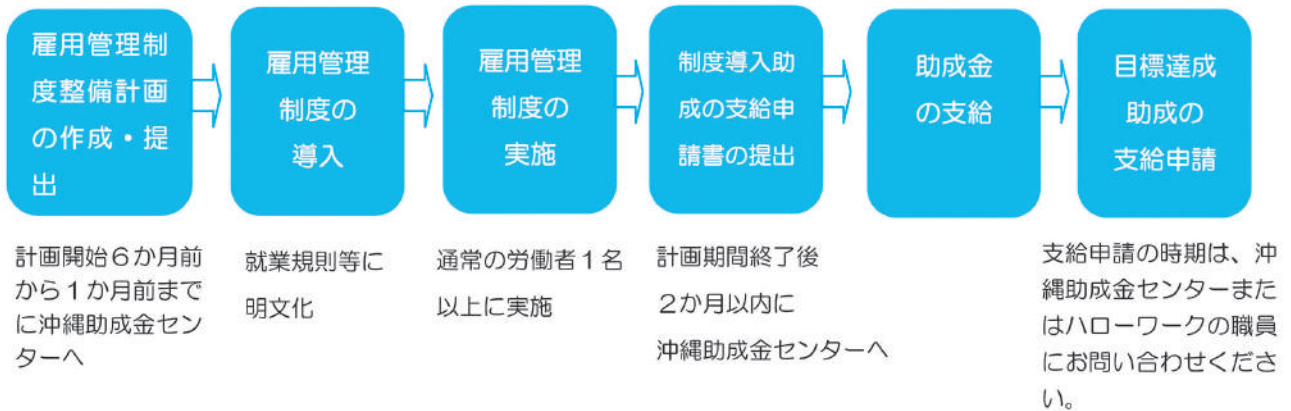 雇用管理制
度整備計画
の作成・提
出
雇用管理
制度の
導入
雇用管理
制度の
実施
制度導入助
成の支給申
請書の提出
助成金
の支給
目標達成
助成の
支給申請
計画開始６か月前
から１か月前まで
に沖縄助成金セン
ターへ
就業規則等に
明文化
通常の労働者１名
以上に実施
計画期間終了後
２か月以内に
沖縄助成金センターへ
支給申請の時期は、沖
縄助成金センターまた
はハローワークの職員
にお問い合わせくださ
い。